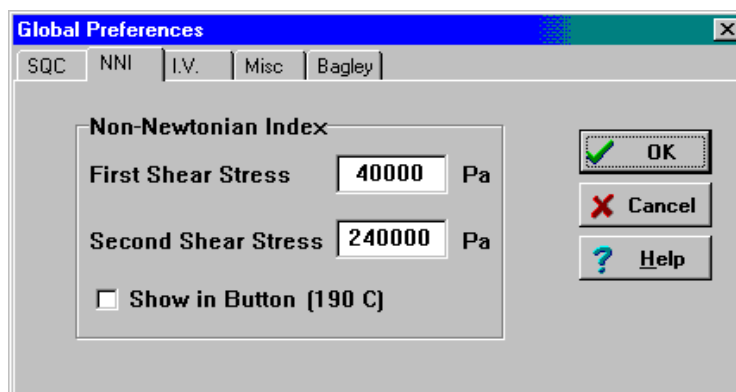 Global Preferences
SQC NNI I.V. Misc Bagley
Non-Newtonian Index
First Shear Stress 40000 Pa
Second Shear Stress 240000 Pa
Show in Button (190 C)
OK
Cancel
Help